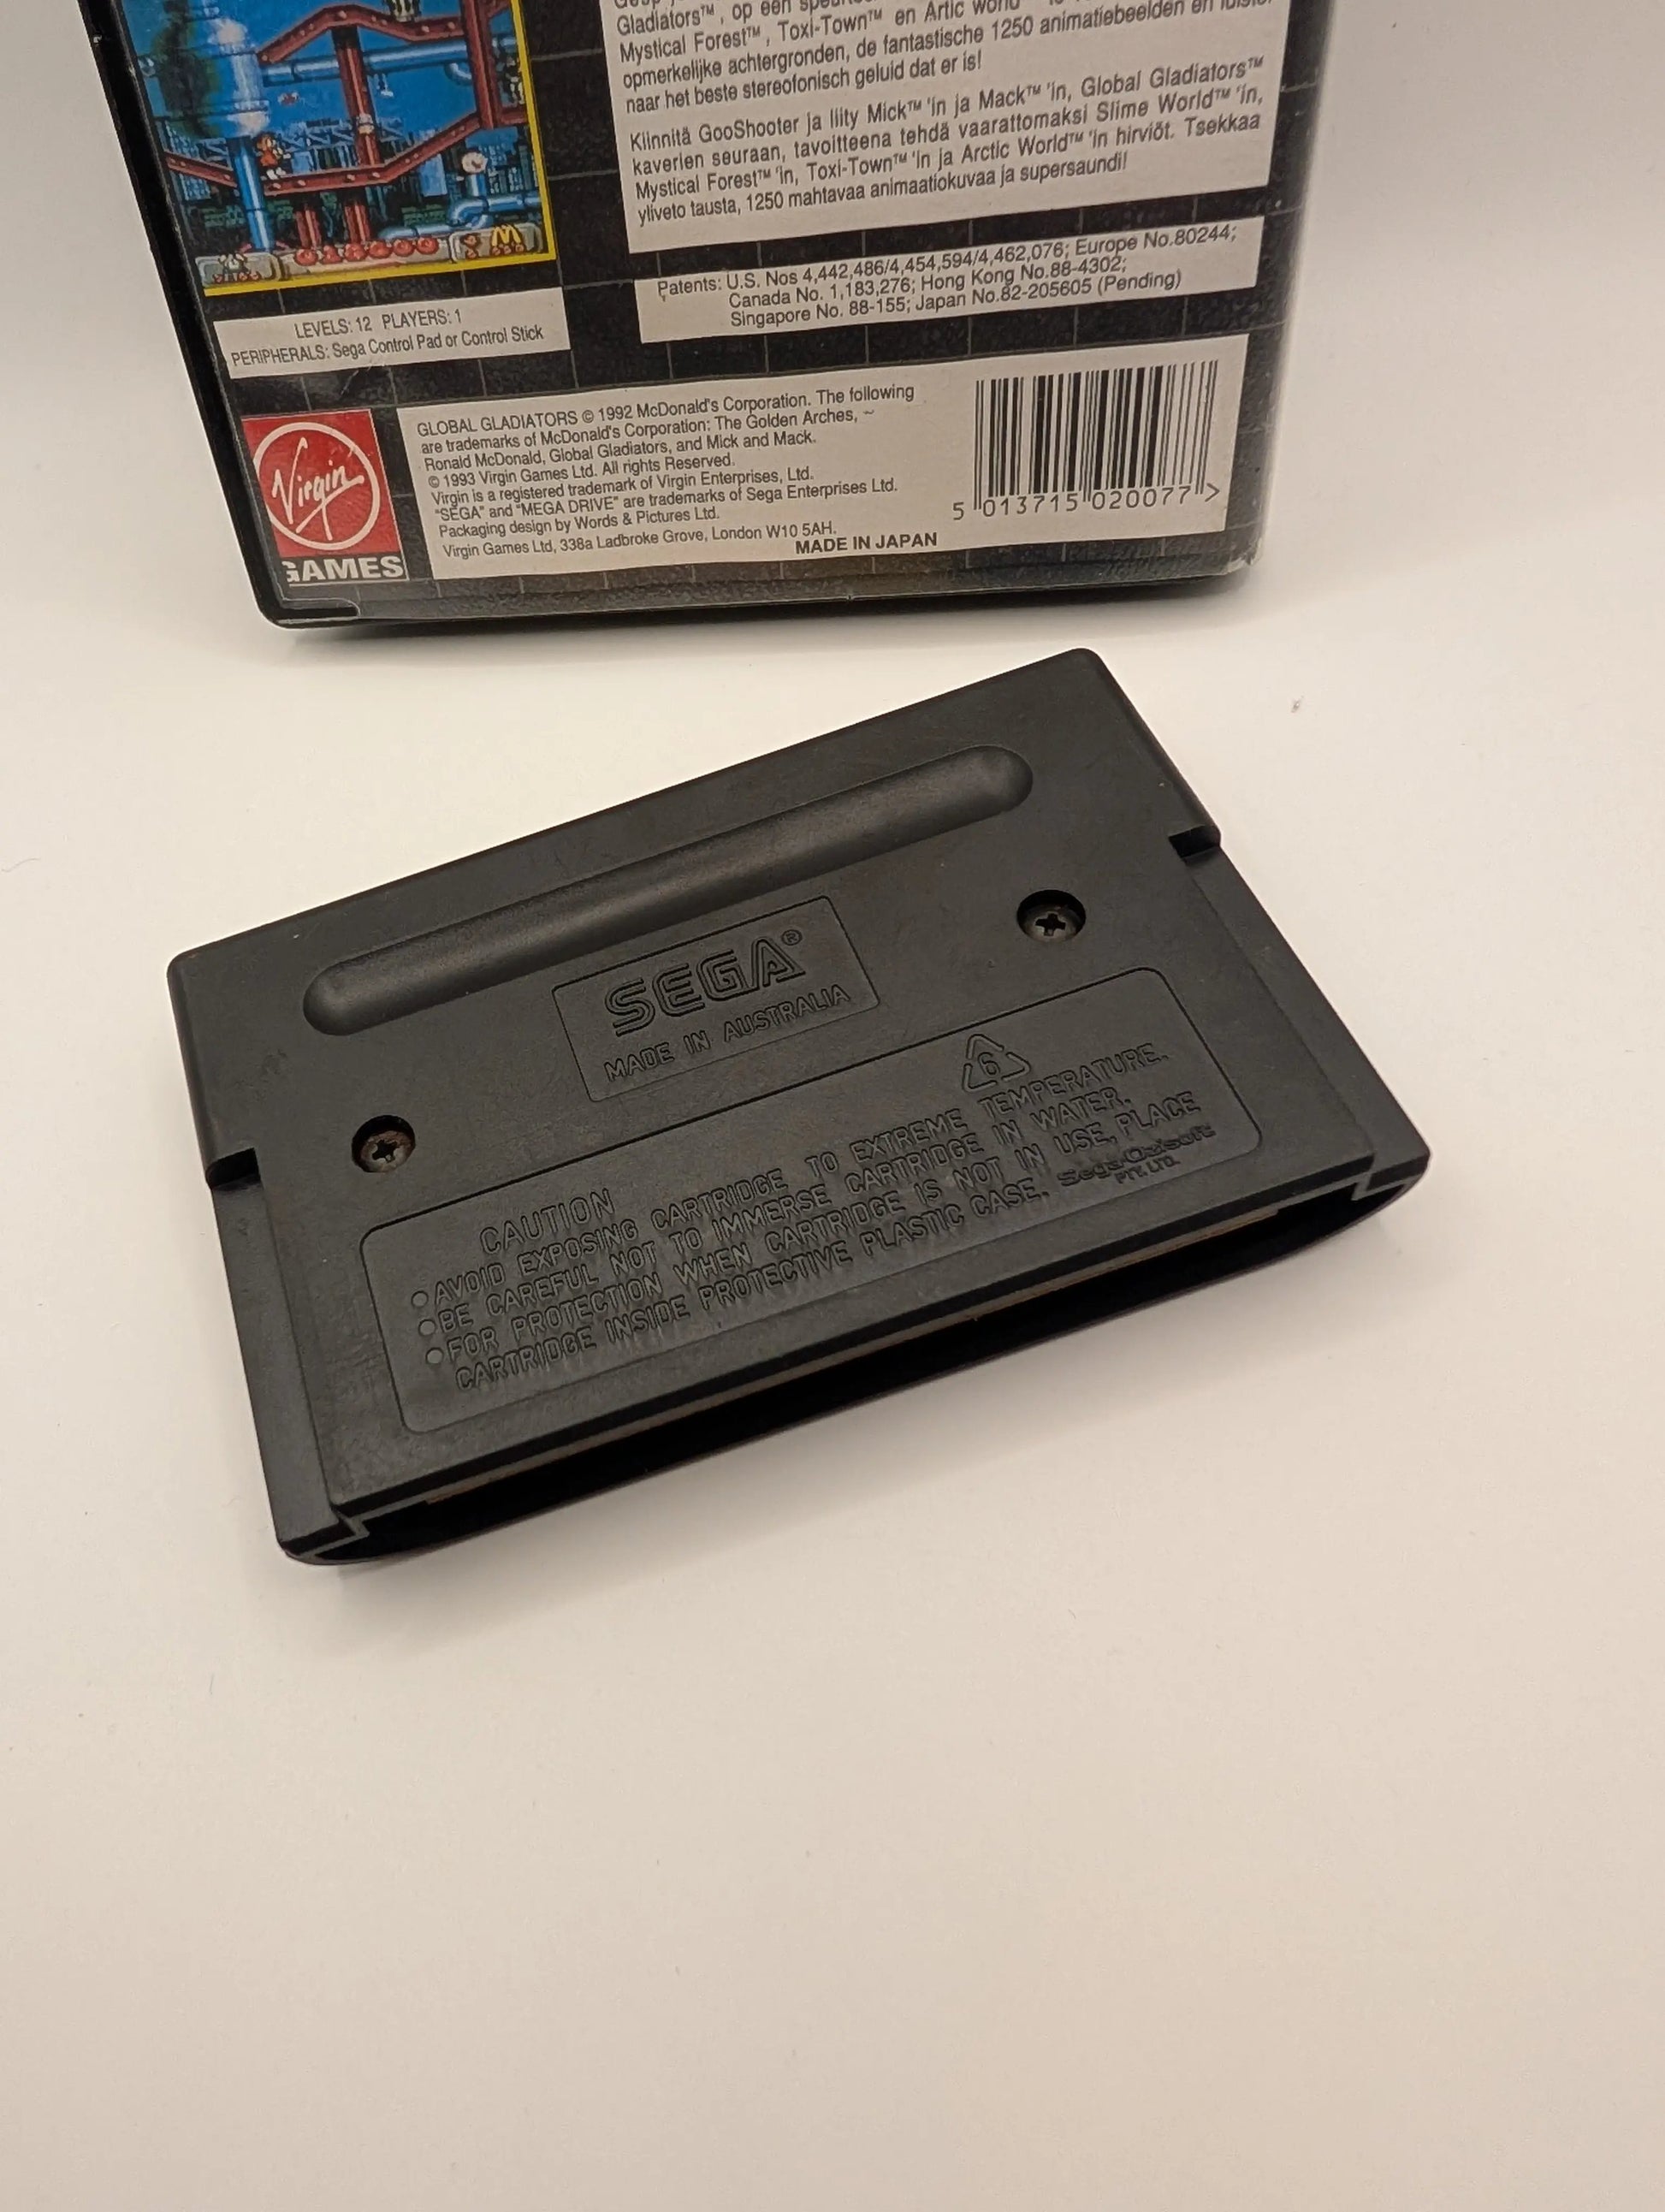 Gladiators™, op een
Mystical Forest™, Toxi-Town™ en Artic World
opmerkelijke achtergronden, de fantastische 1250 animatiebeelden en
naar het beste stereofonisch geluid dat er is!
Kiinnitä GooShooter ja liity Mick™ 'in ja Mack™ 'in, Global Gladiators™
kaverien seuraan, tavoitteena tehdä vaarattomaksi Slime World™ 'in,
Mystical Forest™ 'in, Toxi-Town™ 'in ja Arctic World™ 'in hirviöt. Tsekkaa
yliveto tausta, 1250 mahtavaa animaatiokuvaa ja supersaundi!
Patents: U.S. Nos 4,442,486/4,454,594/4,462,076; Europe No.80244;
Canada No. 1,183,276; Hong Kong No.88-4302;
Singapore No. 88-155; Japan No.82-205605 (Pending)
LEVELS: 12 PLAYERS: 1
PERIPHERALS: Sega Control Pad or Control Stick
Virgin
GAMES
GLOBAL GLADIATORS © 1992 McDonald's Corporation. The following
are trademarks of McDonald's Corporation: The Golden Arches, ~
Ronald McDonald, Global Gladiators, and Mick and Mack.
© 1993 Virgin Games Ltd. All rights Reserved.
Virgin is a registered trademark of Virgin Enterprises, Ltd.
"SEGA" and "MEGA DRIVE" are trademarks of Sega Enterprises Ltd.
Packaging design by Words & Pictures Ltd.
Virgin Games Ltd, 338a Ladbroke Grove, London W10 5AH.
MADE IN JAPAN
5 013715 020077 >
SEGA®
MADE IN AUSTRALIA
6
CAUTION
AVOID EXPOSING CARTRIDGE TO EXTREME TEMPERATURE.
BE CAREFUL NOT TO IMMERSE CARTRIDGE IN WATER.
FOR PROTECTION WHEN CARTRIDGE IS NOT IN USE, PLACE
CARTRIDGE INSIDE PROTECTIVE PLASTIC CASE.
Sega-Ozisoft
PTY. LTD.